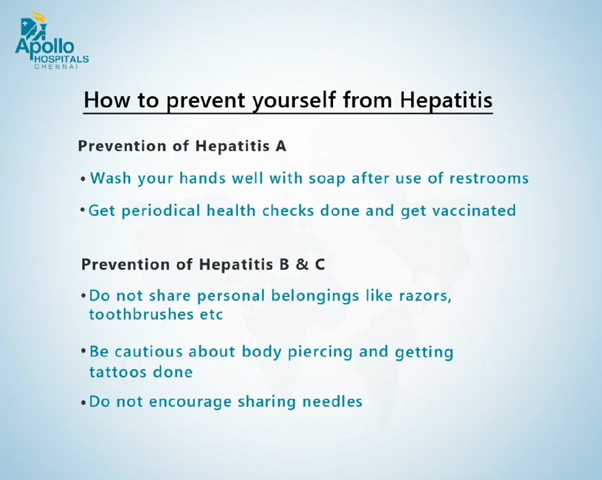 Apollo
HOSPITALS
CHENNAI
How to prevent yourself from Hepatitis
Prevention of Hepatitis A
• Wash your hands well with soap after use of restrooms
• Get periodical health checks done and get vaccinated
Prevention of Hepatitis B & C
• Do not share personal belongings like razors,
toothbrushes etc
• Be cautious about body piercing and getting
tattoos done
• Do not encourage sharing needles